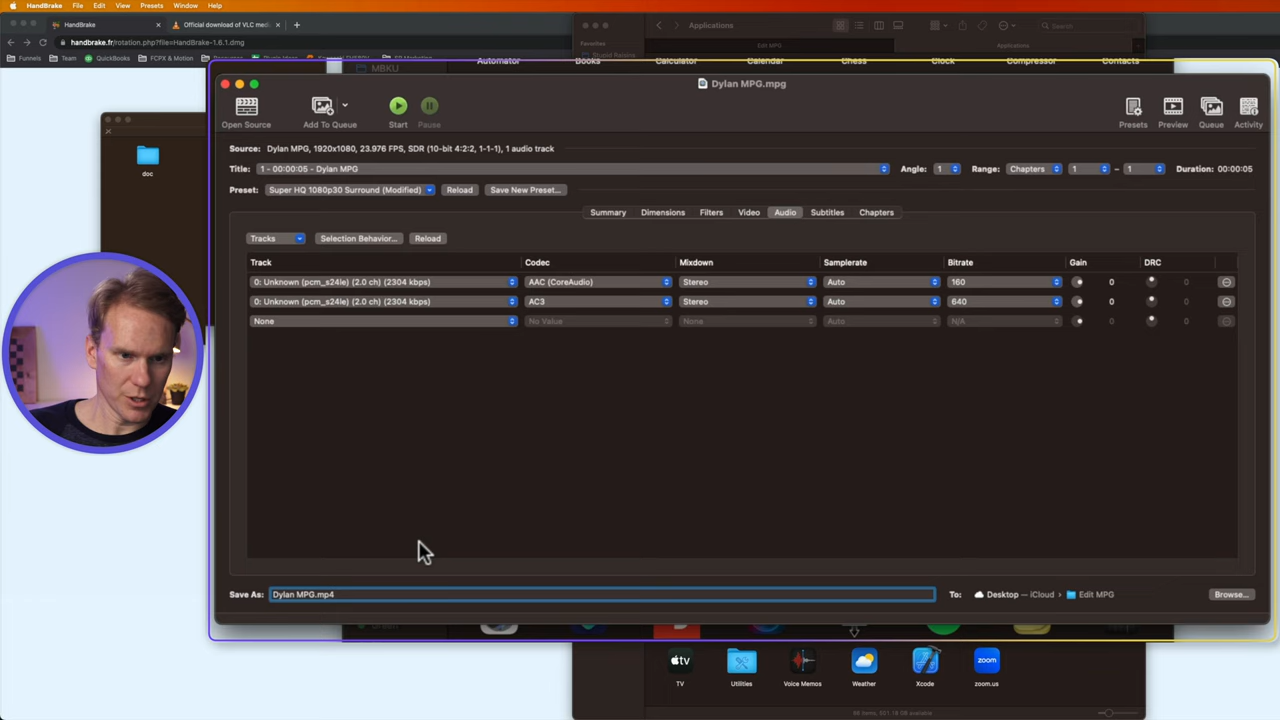 HandBrake File Edit View Presets Window Help
HandBrake Official download of VLC med
handbrake.fr/rotation.php?file=HandBrake-1.6.1.dmg
Funnels Team QuickBooks FCPX & Motion
Applications Search
Favorites
Edit MPG Applications
MBKU
Automator Books Calculator Calendar Chess Clock Compressor Contacts
Dylan MPG.mpg
Open Source Add To Queue Start Pause Presets Preview Queue Activity
Source: Dylan MPG, 1920x1080, 23.976 FPS, SDR (10-bit 4:2:2, 1-1-1), 1 audio track
Title: 1 - 00:00:05 - Dylan MPG Angle: 1 Range: Chapters 1 – 1 Duration: 00:00:05
doc
Preset: Super HQ 1080p30 Surround (Modified) Reload Save New Preset...
Summary Dimensions Filters Video Audio Subtitles Chapters
Tracks Selection Behavior... Reload
Track Codec Mixdown Samplerate Bitrate Gain DRC
0: Unknown (pcm_s24le) (2.0 ch) (2304 kbps) AAC (CoreAudio) Stereo Auto 160 0 0
0: Unknown (pcm_s24le) (2.0 ch) (2304 kbps) AC3 Stereo Auto 640 0 0
None No Value None Auto N/A 0 0
Save As: Dylan MPG.mp4 To: Desktop — iCloud › Edit MPG Browse...
Green
TV Utilities Voice Memos Weather Xcode zoom.us
zoom